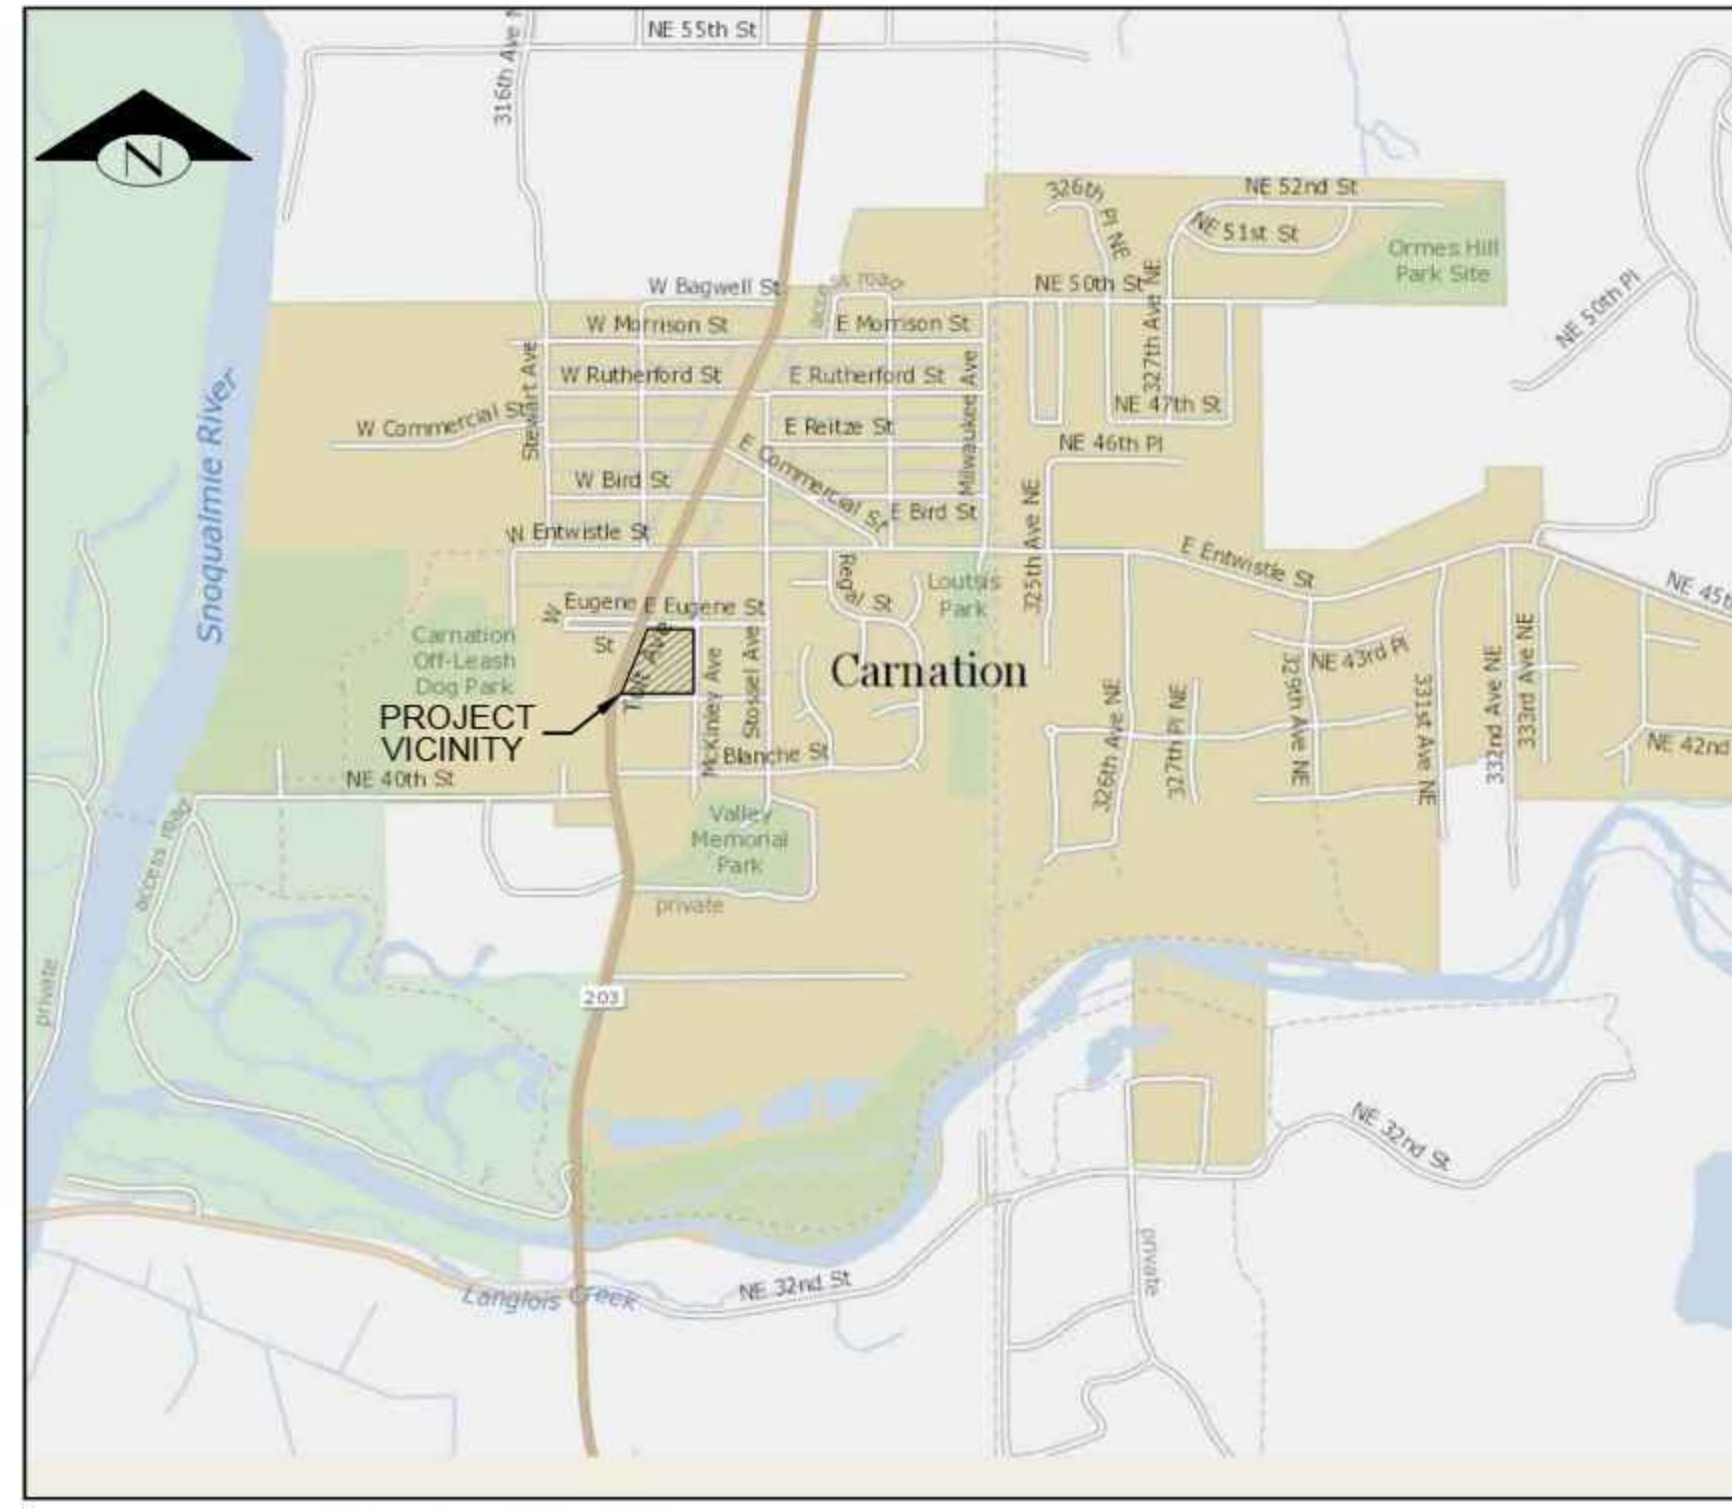 NE 55th St
316th Ave N
N
326th Pl NE
NE 52nd St
NE 51st St
Ormes Hill
Park Site
W Bagwell St
access road
NE 50th St
327th Ave NE
NE 50th Pl
W Morrison St
E Morrison St
Stewart Ave
W Rutherford St
E Rutherford St
Milwaukee Ave
NE 47th St
W Commercial St
E Reitze St
E Commercial St
NE 46th Pl
Snoqualmie River
W Bird St
E Bird St
325th Ave NE
W Entwistle St
E Entwistle St
Regal St
Loutsis
Park
NE 45t
W Eugene St
E Eugene St
Carnation
Off-Leash
Dog Park
Tolt Ave
McKinley Ave
Stossel Ave
Carnation
NE 43rd Pl
329th Ave NE
331st Ave NE
332nd Ave NE
333rd Ave NE
326th Ave NE
327th Pl NE
PROJECT
VICINITY
Blanche St
NE 42nd
NE 40th St
access road
Valley
Memorial
Park
private
private
203
NE 32nd St
private
NE 32nd St
Langlois Creek